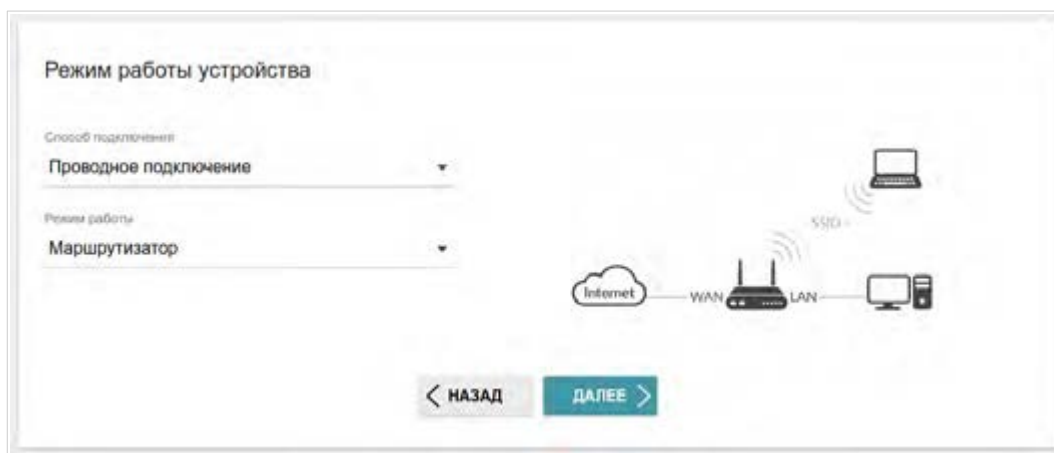 Режим работы устройства
Способ подключения
Проводное подключение
Режим работы
Маршрутизатор
SSID
Internet
WAN
LAN
НАЗАД
ДАЛЕЕ